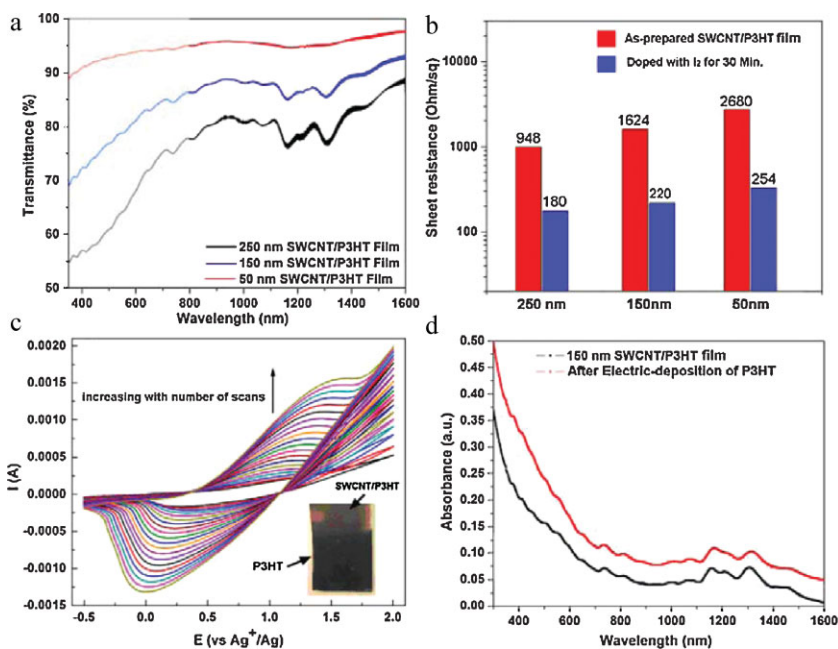 a
Transmittance (%)
100
95
90
85
80
75
70
65
60
55
50
250 nm SWCNT/P3HT Film
150 nm SWCNT/P3HT Film
50 nm SWCNT/P3HT Film
400 600 800 1000 1200 1400 1600
Wavelength (nm)
b
Sheet resistance (Ohm/sq)
10000
1000
100
As-prepared SWCNT/P3HT film
Doped with I₂ for 30 Min.
948
180
1624
220
2680
254
250 nm 150nm 50nm
c
I (A)
0.0020
0.0015
0.0010
0.0005
0.0000
-0.0005
-0.0010
-0.0015
Increasing with number of scans
SWCNT/P3HT
P3HT
-0.5 0.0 0.5 1.0 1.5 2.0
E (vs Ag⁺/Ag)
d
Absorbance (a.u.)
0.50
0.45
0.40
0.35
0.30
0.25
0.20
0.15
0.10
0.05
0.00
150 nm SWCNT/P3HT film
After Electric-deposition of P3HT
400 600 800 1000 1200 1400 1600
Wavelength (nm)